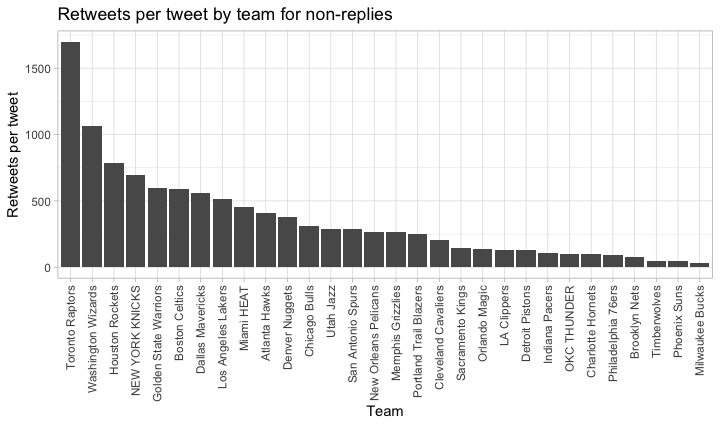 Retweets per tweet by team for non-replies
Retweets per tweet
1500
1000
500
0
Toronto Raptors
Washington Wizards
Houston Rockets
NEW YORK KNICKS
Golden State Warriors
Boston Celtics
Dallas Mavericks
Los Angeles Lakers
Miami HEAT
Atlanta Hawks
Denver Nuggets
Chicago Bulls
Utah Jazz
San Antonio Spurs
New Orleans Pelicans
Memphis Grizzlies
Portland Trail Blazers
Cleveland Cavaliers
Sacramento Kings
Orlando Magic
LA Clippers
Detroit Pistons
Indiana Pacers
OKC THUNDER
Charlotte Hornets
Philadelphia 76ers
Brooklyn Nets
Timberwolves
Phoenix Suns
Milwaukee Bucks
Team